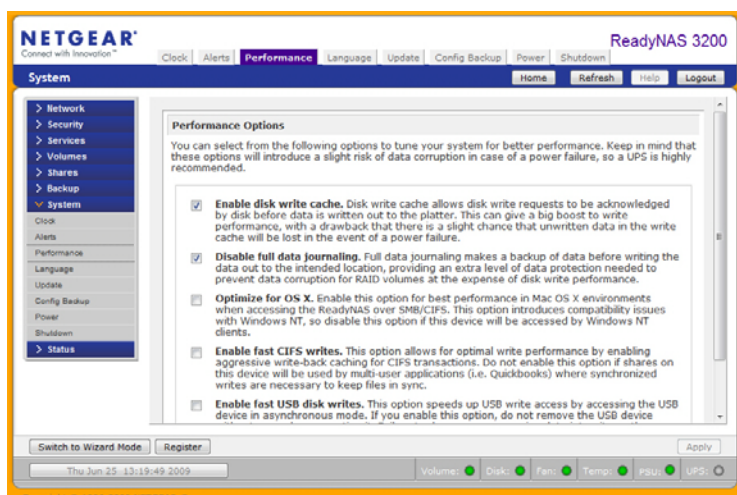 NETGEAR®
Connect with Innovation™
ReadyNAS 3200
Clock Alerts Performance Language Update Config Backup Power Shutdown
System
Home Refresh Help Logout
> Network
> Security
> Services
> Volumes
> Shares
> Backup
System
Clock
Alerts
Performance
Language
Update
Config Backup
Power
Shutdown
> Status
Performance Options
You can select from the following options to tune your system for better performance. Keep in mind that
these options will introduce a slight risk of data corruption in case of a power failure, so a UPS is highly
recommended.
Enable disk write cache. Disk write cache allows disk write requests to be acknowledged
by disk before data is written out to the platter. This can give a big boost to write
performance, with a drawback that there is a slight chance that unwritten data in the write
cache will be lost in the event of a power failure.
Disable full data journaling. Full data journaling makes a backup of data before writing the
data out to the intended location, providing an extra level of data protection needed to
prevent data corruption for RAID volumes at the expense of disk write performance.
Optimize for OS X. Enable this option for best performance in Mac OS X environments
when accessing the ReadyNAS over SMB/CIFS. This option introduces compatibility issues
with Windows NT, so disable this option if this device will be accessed by Windows NT
clients.
Enable fast CIFS writes. This option allows for optimal write performance by enabling
aggressive write-back caching for CIFS transactions. Do not enable this option if shares on
this device will be used by multi-user applications (i.e. Quickbooks) where synchronized
writes are necessary to keep files in sync.
Enable fast USB disk writes. This option speeds up USB write access by accessing the USB
device in asynchronous mode. If you enable this option, do not remove the USB device
Switch to Wizard Mode Register Apply
Thu Jun 25 13:19:49 2009 Volume: Disk: Fan: Temp: PSU: UPS: